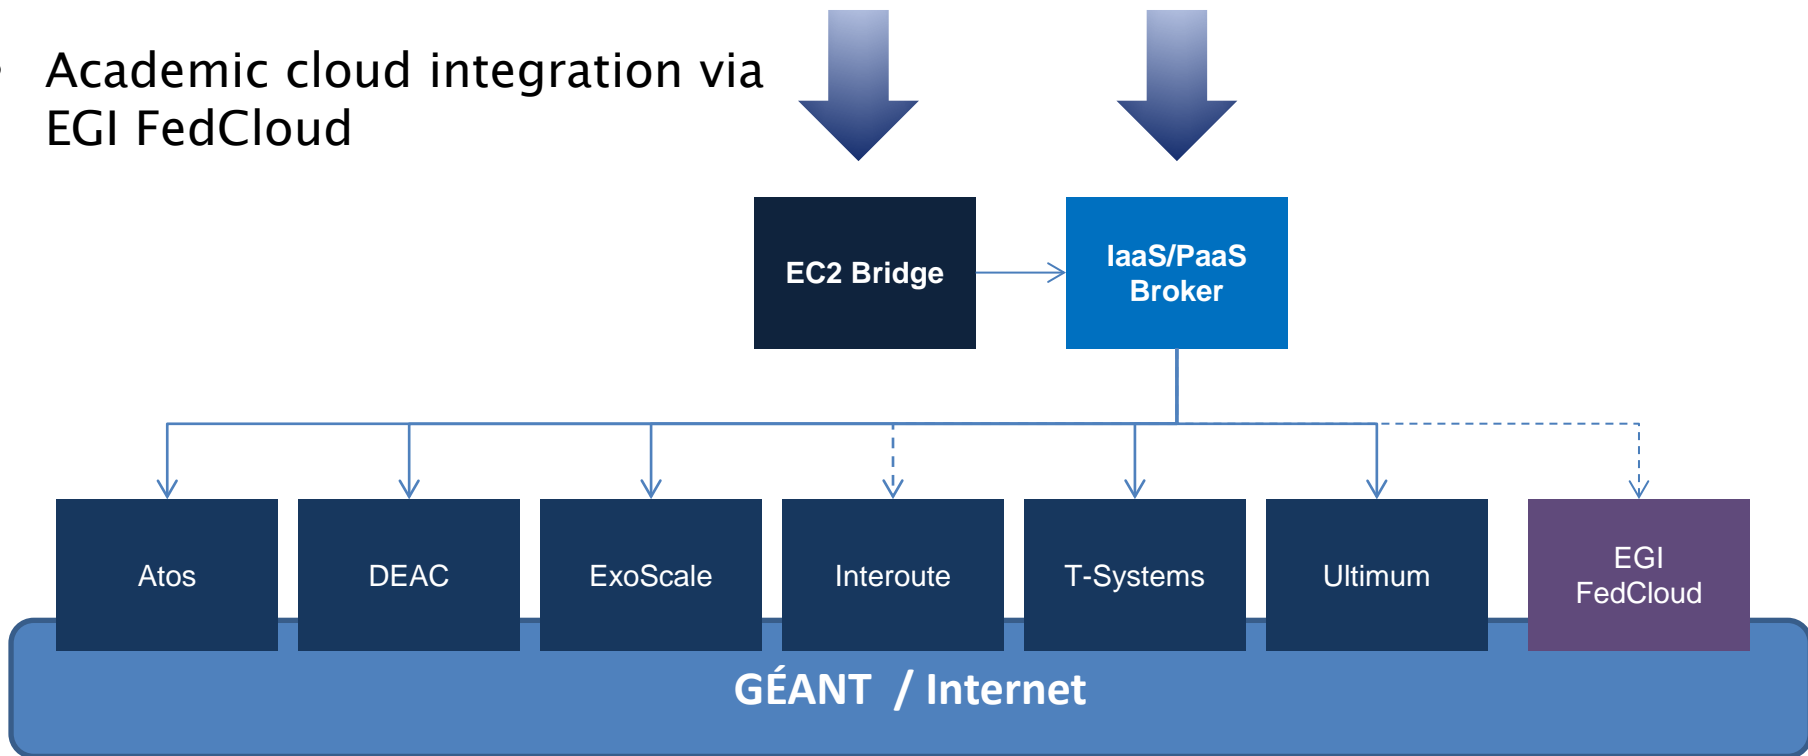 • Academic cloud integration via
EGI FedCloud
EC2 Bridge
IaaS/PaaS
Broker
Atos
DEAC
ExoScale
Interoute
T-Systems
Ultimum
EGI
FedCloud
GÉANT / Internet